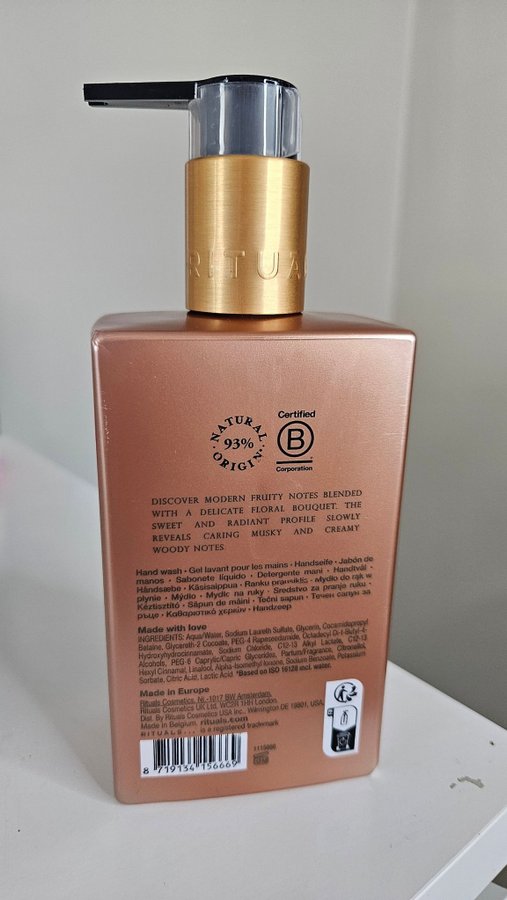 RITUA
NATURAL ORIGIN
93%
Certified
B
Corporation
DISCOVER MODERN FRUITY NOTES BLENDED
WITH A DELICATE FLORAL BOUQUET. THE
SWEET AND RADIANT PROFILE SLOWLY
REVEALS CARING MUSKY AND CREAMY
WOODY NOTES.
Hand wash • Gel lavant pour les mains • Handseife • Jabón de
manos • Sabonete líquido • Detergente mani • Handtvål •
Håndsæbe • Käsisaippua • Ranku prausiklis • Mydło do rąk w
płynie • Mýdlo • Mydlo na ruky • Sredstvo za pranje ruku •
Kéztisztító • Săpun de mâini • Tečni sapun • Течен сапун за
ръце • Καθαριστικό χεριών • Handzeep
Made with love
INGREDIENTS: Aqua/Water, Sodium Laureth Sulfate, Glycerin, Cocamidopropyl
Betaine, Glycereth-2 Cocoate, PEG-4 Rapeseedamide, Octadecyl Di-t-Butyl-4-
Hydroxyhydrocinnamate, Sodium Chloride, C12-13 Alkyl Lactate, C12-13
Alcohols, PEG-6 Caprylic/Capric Glycerides, Parfum/Fragrance, Citronellol,
Hexyl Cinnamal, Linalool, Alpha-Isomethyl Ionone, Sodium Benzoate, Potassium
Sorbate, Citric Acid, Lactic Acid *Based on ISO 16128 incl. water.
Made in Europe
Rituals Cosmetics, Nr.-1017 BW Amsterdam,
Rituals Cosmetics UK Ltd, WC2R 1HH London
Dist. By Rituals Cosmetics USA Inc., Wilmington DE 19801, USA
Made in Belgium. rituals.com
RITUALS... is a registered trademark
8 719134 156669